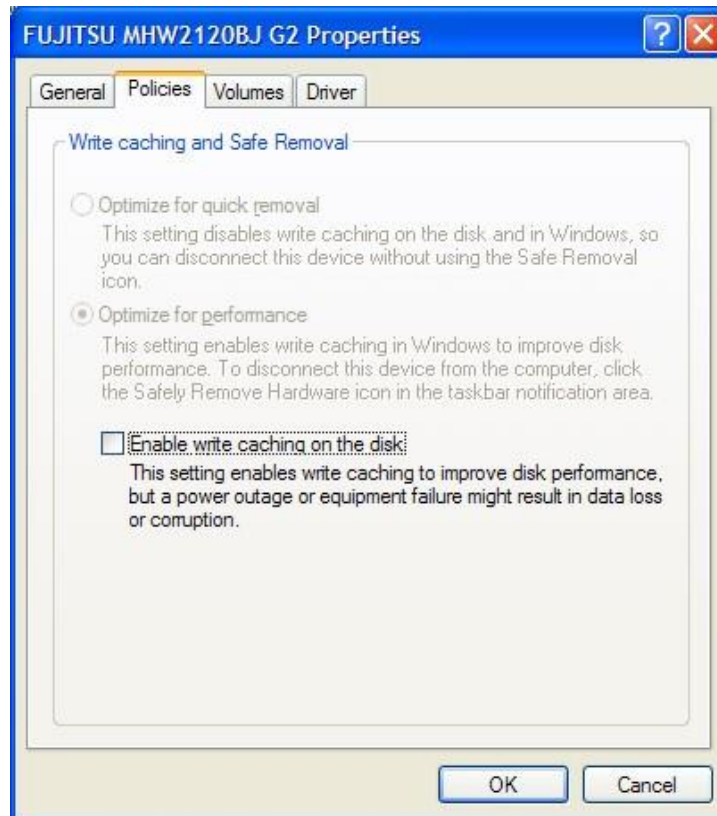 FUJITSU MHW2120BJ G2 Properties
General Policies Volumes Driver
Write caching and Safe Removal
Optimize for quick removal
This setting disables write caching on the disk and in Windows, so
you can disconnect this device without using the Safe Removal
icon.
Optimize for performance
This setting enables write caching in Windows to improve disk
performance. To disconnect this device from the computer, click
the Safely Remove Hardware icon in the taskbar notification area.
Enable write caching on the disk
This setting enables write caching to improve disk performance,
but a power outage or equipment failure might result in data loss
or corruption.
OK Cancel